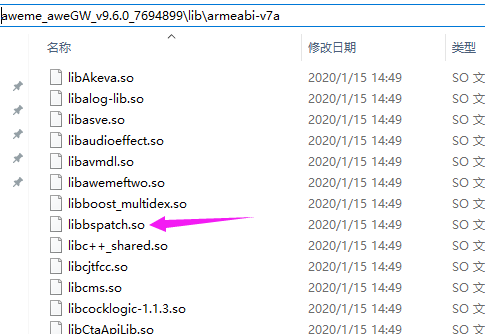 aweme_aweGW_v9.6.0_7694899\lib\armeabi-v7a
名称 修改日期 类型
libAkeva.so 2020/1/15 14:49 SO 文
libalog-lib.so 2020/1/15 14:49 SO 文
libasve.so 2020/1/15 14:49 SO 文
libaudioeffect.so 2020/1/15 14:49 SO 文
libavmdl.so 2020/1/15 14:49 SO 文
libawemeftwo.so 2020/1/15 14:49 SO 文
libboost_multidex.so 2020/1/15 14:49 SO 文
libbspatch.so 2020/1/15 14:49 SO 文
libc++_shared.so 2020/1/15 14:49 SO 文
libcjtfcc.so 2020/1/15 14:49 SO 文
libcms.so 2020/1/15 14:49 SO 文
libcocklogic-1.1.3.so 2020/1/15 14:49 SO 文
libCtaApiLib.so 2020/1/15 14:49 SO 文